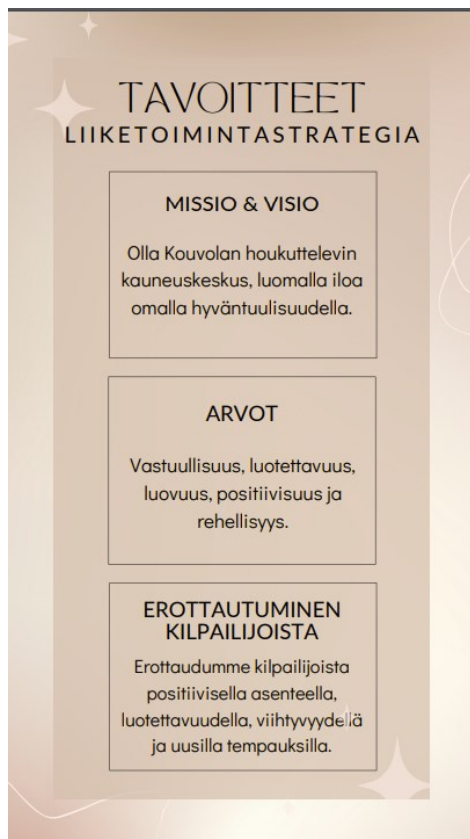 TAVOITTEET
LIIKETOIMINTASTRATEGIA
MISSIO & VISIO
Olla Kouvolan houkuttelevin
kauneuskeskus, luomalla iloa
omalla hyväntuulisuudella.
ARVOT
Vastuullisuus, luotettavuus,
luovuus, positiivisuus ja
rehellisyys.
EROTTAUTUMINEN
KILPAILIJOISTA
Erottaudumme kilpailijoista
positiivisella asenteella,
luotettavuudella, viihtyvyydellä
ja uusilla tempauksilla.